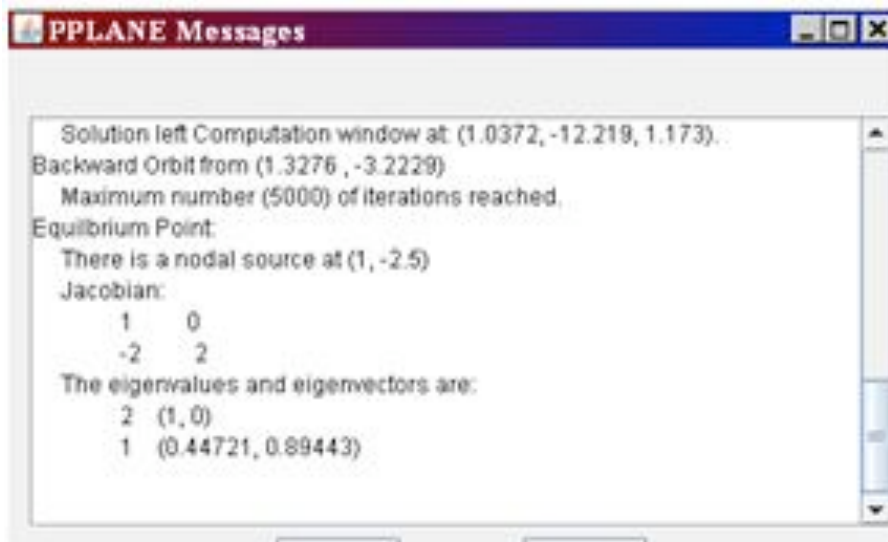 PPLANE Messages
Solution left Computation window at: (1.0372, -12.219, 1.173).
Backward Orbit from (1.3276 , -3.2229)
Maximum number (5000) of iterations reached.
Equilbrium Point:
There is a nodal source at (1, -2.5)
Jacobian:
1 0
-2 2
The eigenvalues and eigenvectors are:
2 (1, 0)
1 (0.44721, 0.89443)